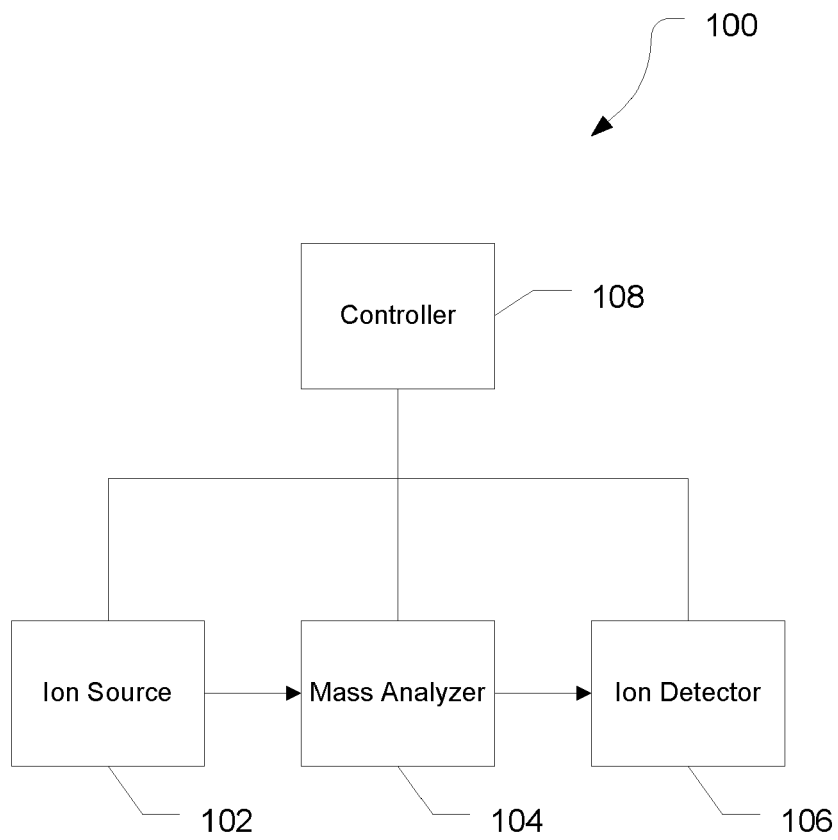 100
Controller
108
Ion Source
Mass Analyzer
Ion Detector
102
104
106